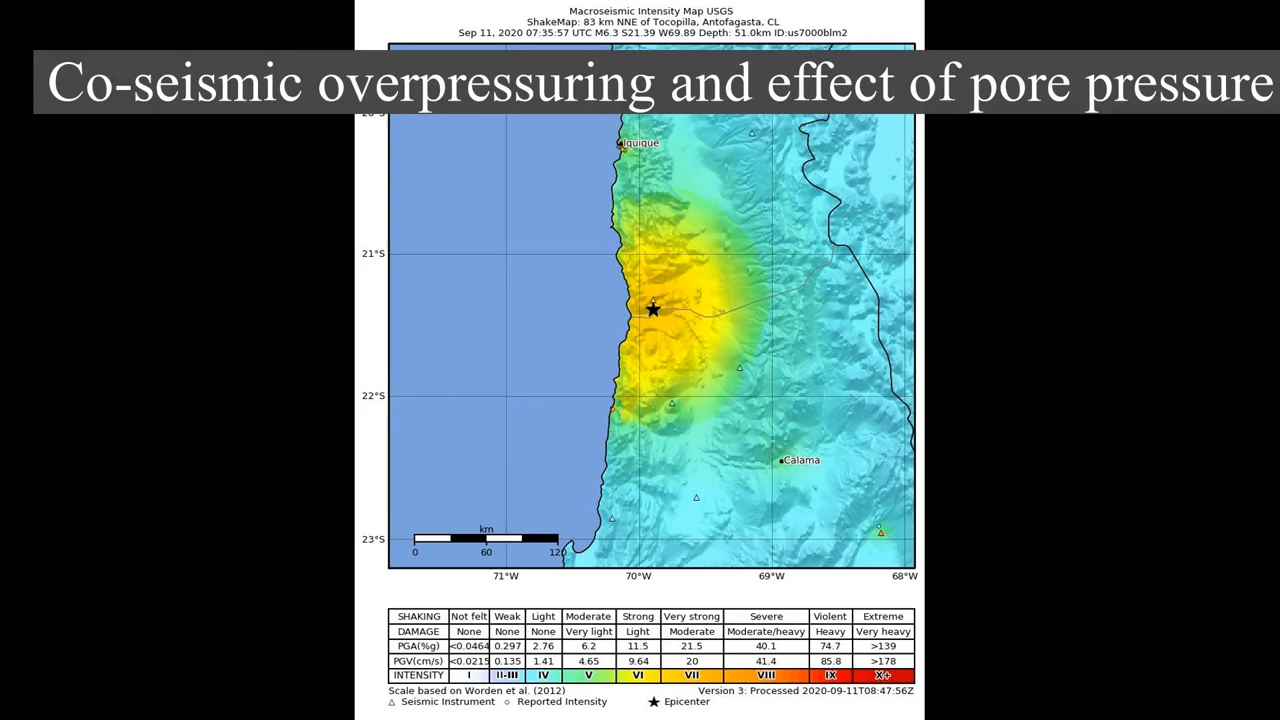 Macroseismic Intensity Map USGS
ShakeMap: 83 km NNE of Tocopilla, Antofagasta, CL
Sep 11, 2020 07:35:57 UTC M6.3 S21.39 W69.89 Depth: 51.0km ID:us7000blm2
Co-seismic overpressuring and effect of pore pressure
Iquique
21°S
22°S
Calama
km
0 60 120
23°S
71°W 70°W 69°W 68°W
SHAKING Not felt Weak Light Moderate Strong Very strong Severe Violent Extreme
DAMAGE None None None Very light Light Moderate Moderate/heavy Heavy Very heavy
PGA(%g) <0.0464 0.297 2.76 6.2 11.5 21.5 40.1 74.7 >139
PGV(cm/s) <0.0215 0.135 1.41 4.65 9.64 20 41.4 85.8 >178
INTENSITY I II-III IV V VI VII VIII IX X+
Scale based on Worden et al. (2012) Version 3: Processed 2020-09-11T08:47:56Z
△ Seismic Instrument ○ Reported Intensity ★ Epicenter